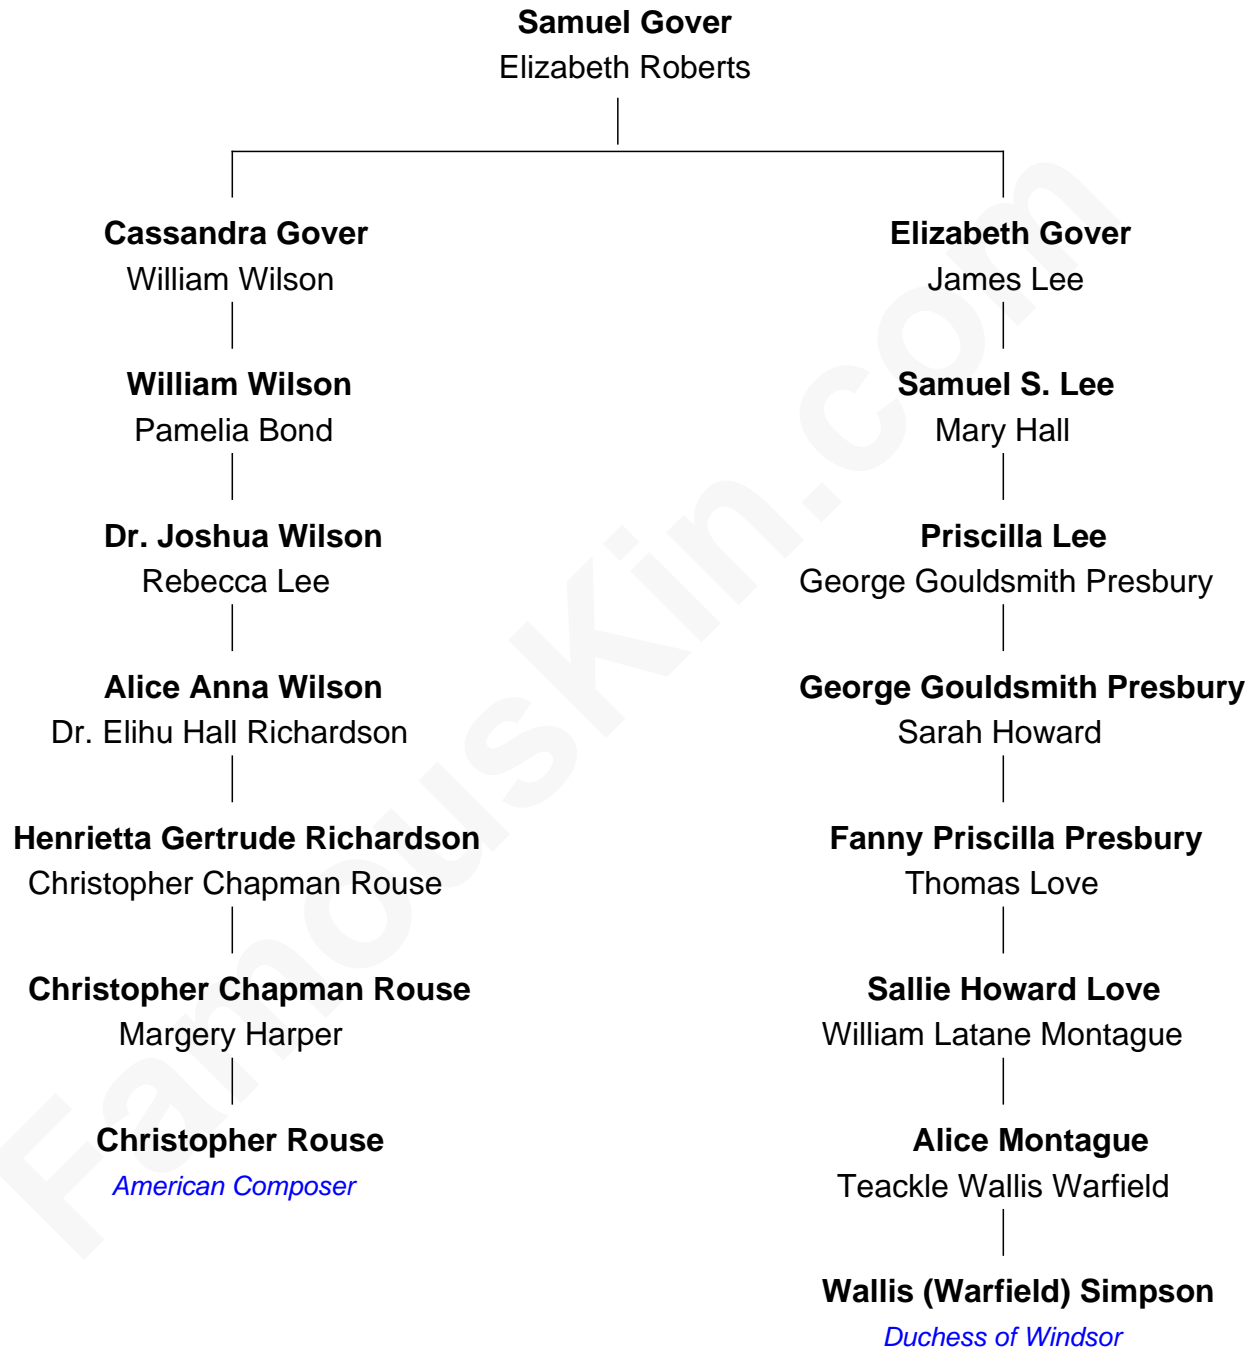 Samuel Gover
Elizabeth Roberts
Cassandra Gover
William Wilson
William Wilson
Pamelia Bond
Dr. Joshua Wilson
Rebecca Lee
Alice Anna Wilson
Dr. Elihu Hall Richardson
Henrietta Gertrude Richardson
Christopher Chapman Rouse
Christopher Chapman Rouse
Margery Harper
Christopher Rouse
American Composer
Elizabeth Gover
James Lee
Samuel S. Lee
Mary Hall
Priscilla Lee
George Gouldsmith Presbury
George Gouldsmith Presbury
Sarah Howard
Fanny Priscilla Presbury
Thomas Love
Sallie Howard Love
William Latane Montague
Alice Montague
Teackle Wallis Warfield
Wallis (Warfield) Simpson
Duchess of Windsor
FamousKin.com